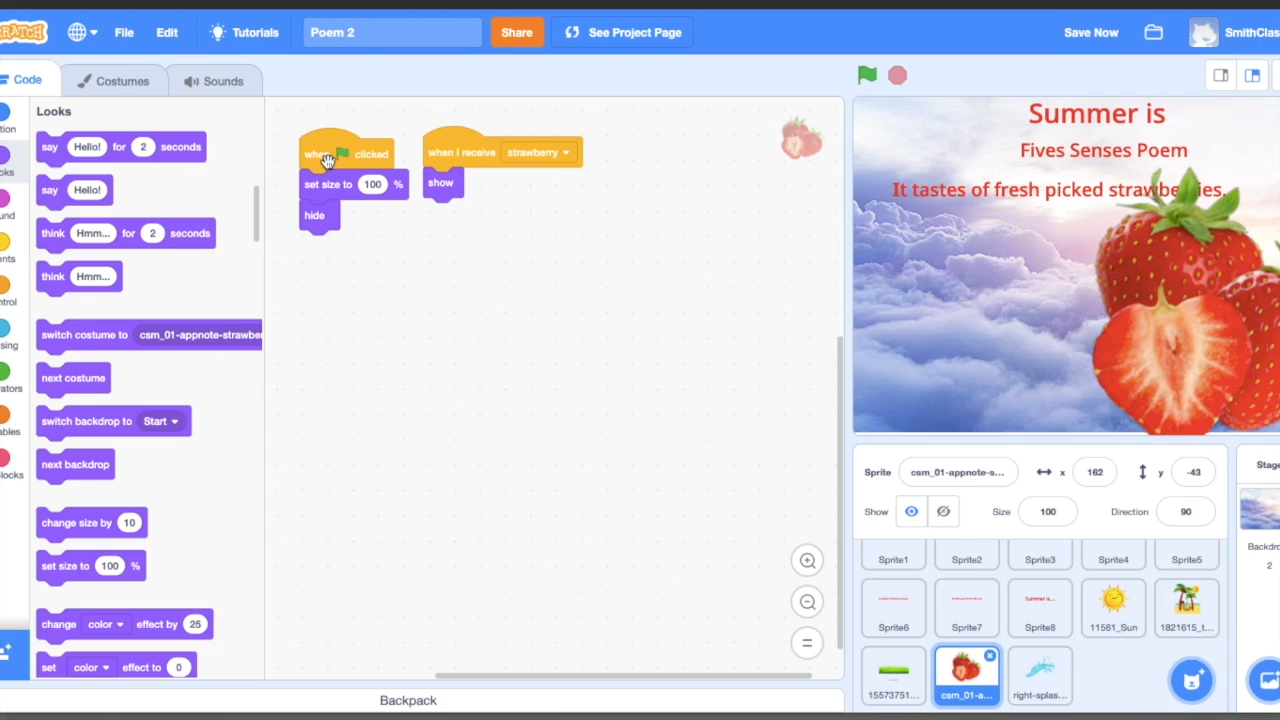 File Edit Tutorials Poem 2 Share See Project Page Save Now SmithClas
Code Costumes Sounds
Looks
say Hello! for 2 seconds
say Hello!
think Hmm... for 2 seconds
think Hmm...
switch costume to csm_01-appnote-strawber
next costume
switch backdrop to Start
next backdrop
change size by 10
set size to 100 %
change color effect by 25
set color effect to 0
when clicked
set size to 100 %
hide
when I receive strawberry
show
Summer is
Fives Senses Poem
It tastes of fresh picked strawberries.
Sprite csm_01-appnote-s... x 162 y -43
Show Size 100 Direction 90
Sprite1 Sprite2 Sprite3 Sprite4 Sprite5
Summer is...
Sprite6 Sprite7 Sprite8 11561_Sun 1821615_t...
15573751... csm_01-a... right-splas...
Stage
Backdro
2
Backpack